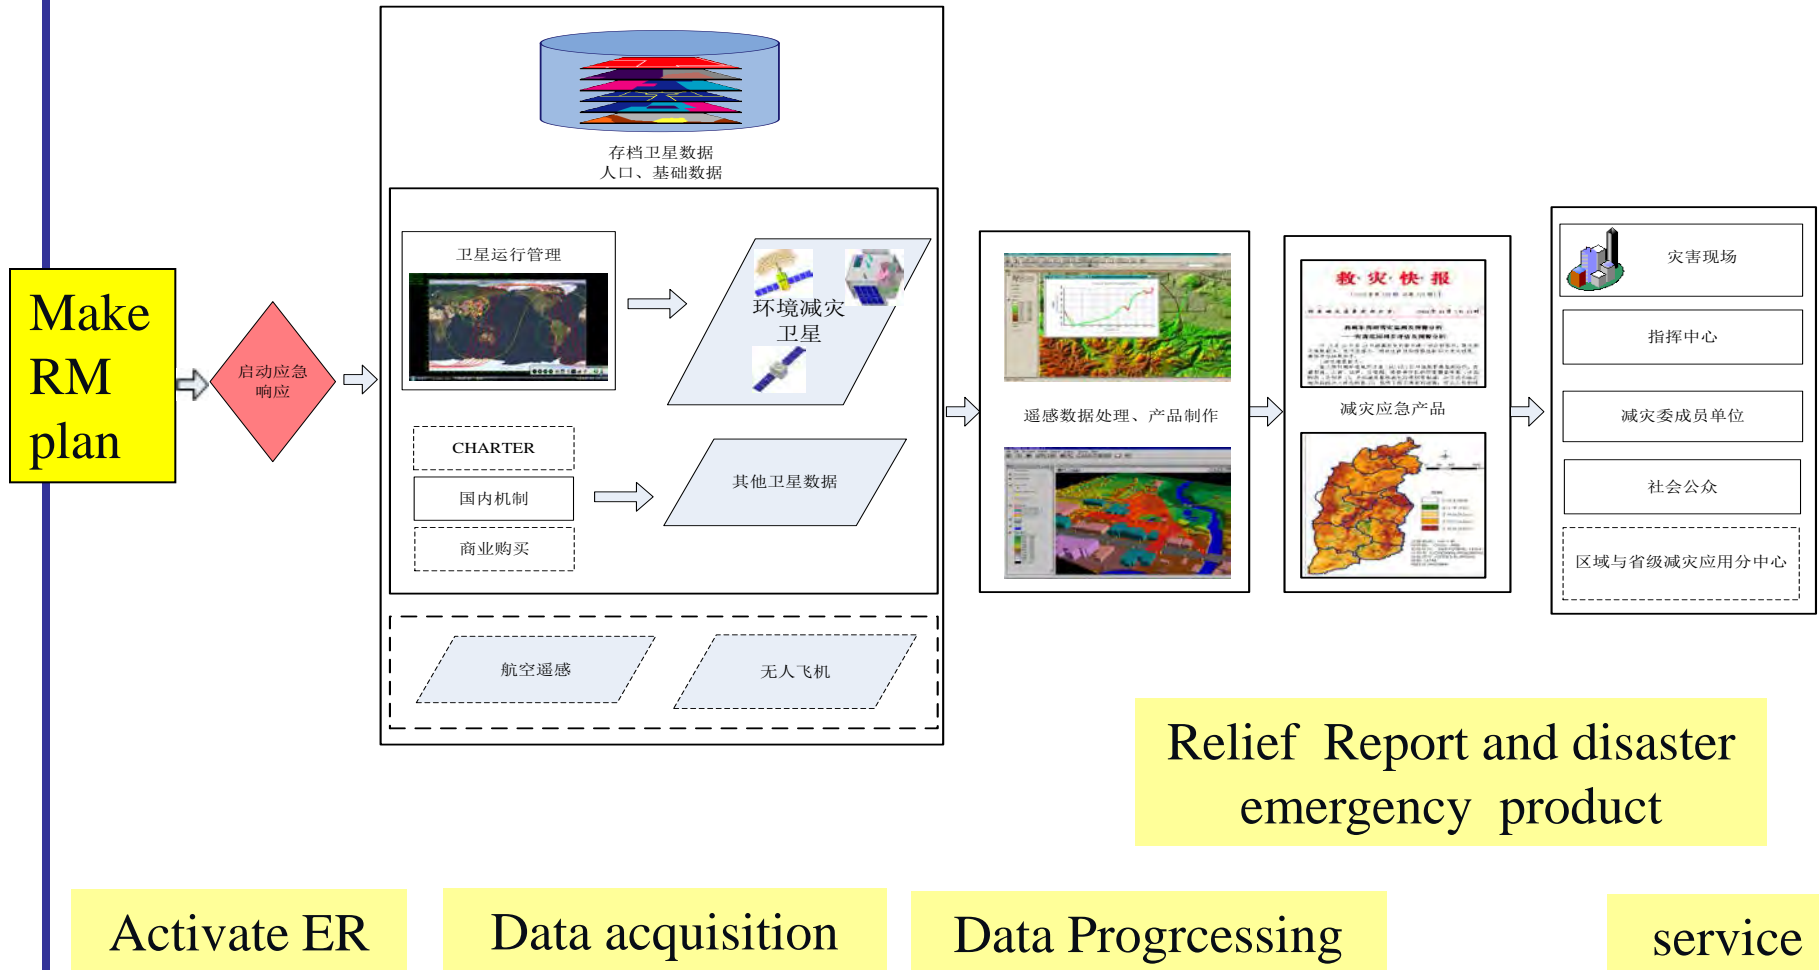 存档卫星数据
人口、基础数据
卫星运行管理
环境减灾
卫星
Make
RM
plan
启动应急
响应
CHARTER
国内机制
商业购买
其他卫星数据
航空遥感
无人飞机
遥感数据处理、产品制作
救·灾·快·报
减灾应急产品
灾害现场
指挥中心
减灾委成员单位
社会公众
区域与省级减灾应用分中心
Relief Report and disaster
emergency product
Activate ER
Data acquisition
Data Progrcessing
service